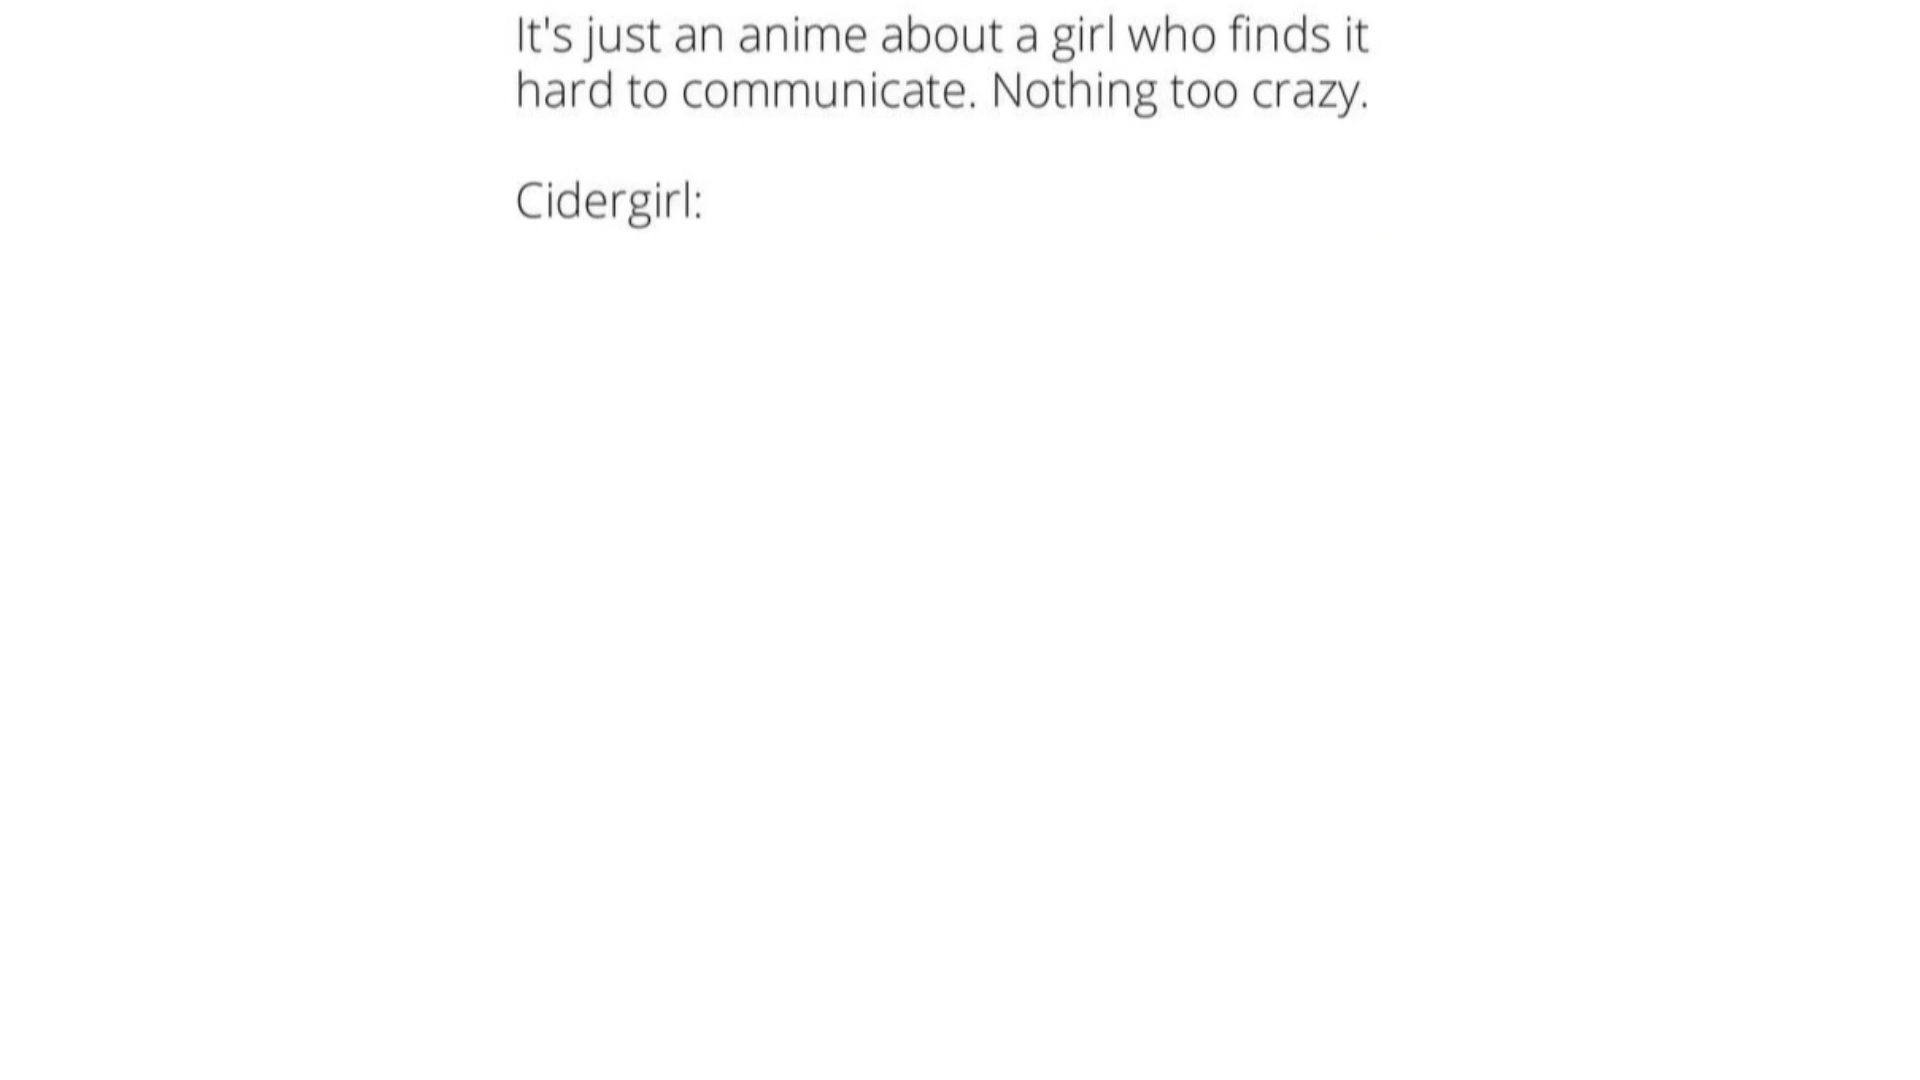 It's just an anime about a girl who finds it
hard to communicate. Nothing too crazy.
Cidergirl: